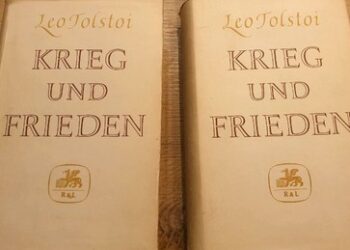 Leo Tolstoi
KRIEG
UND
FRIEDEN
R&L
Leo Tolstoi
KRIEG
UND
FRIEDEN
R&L